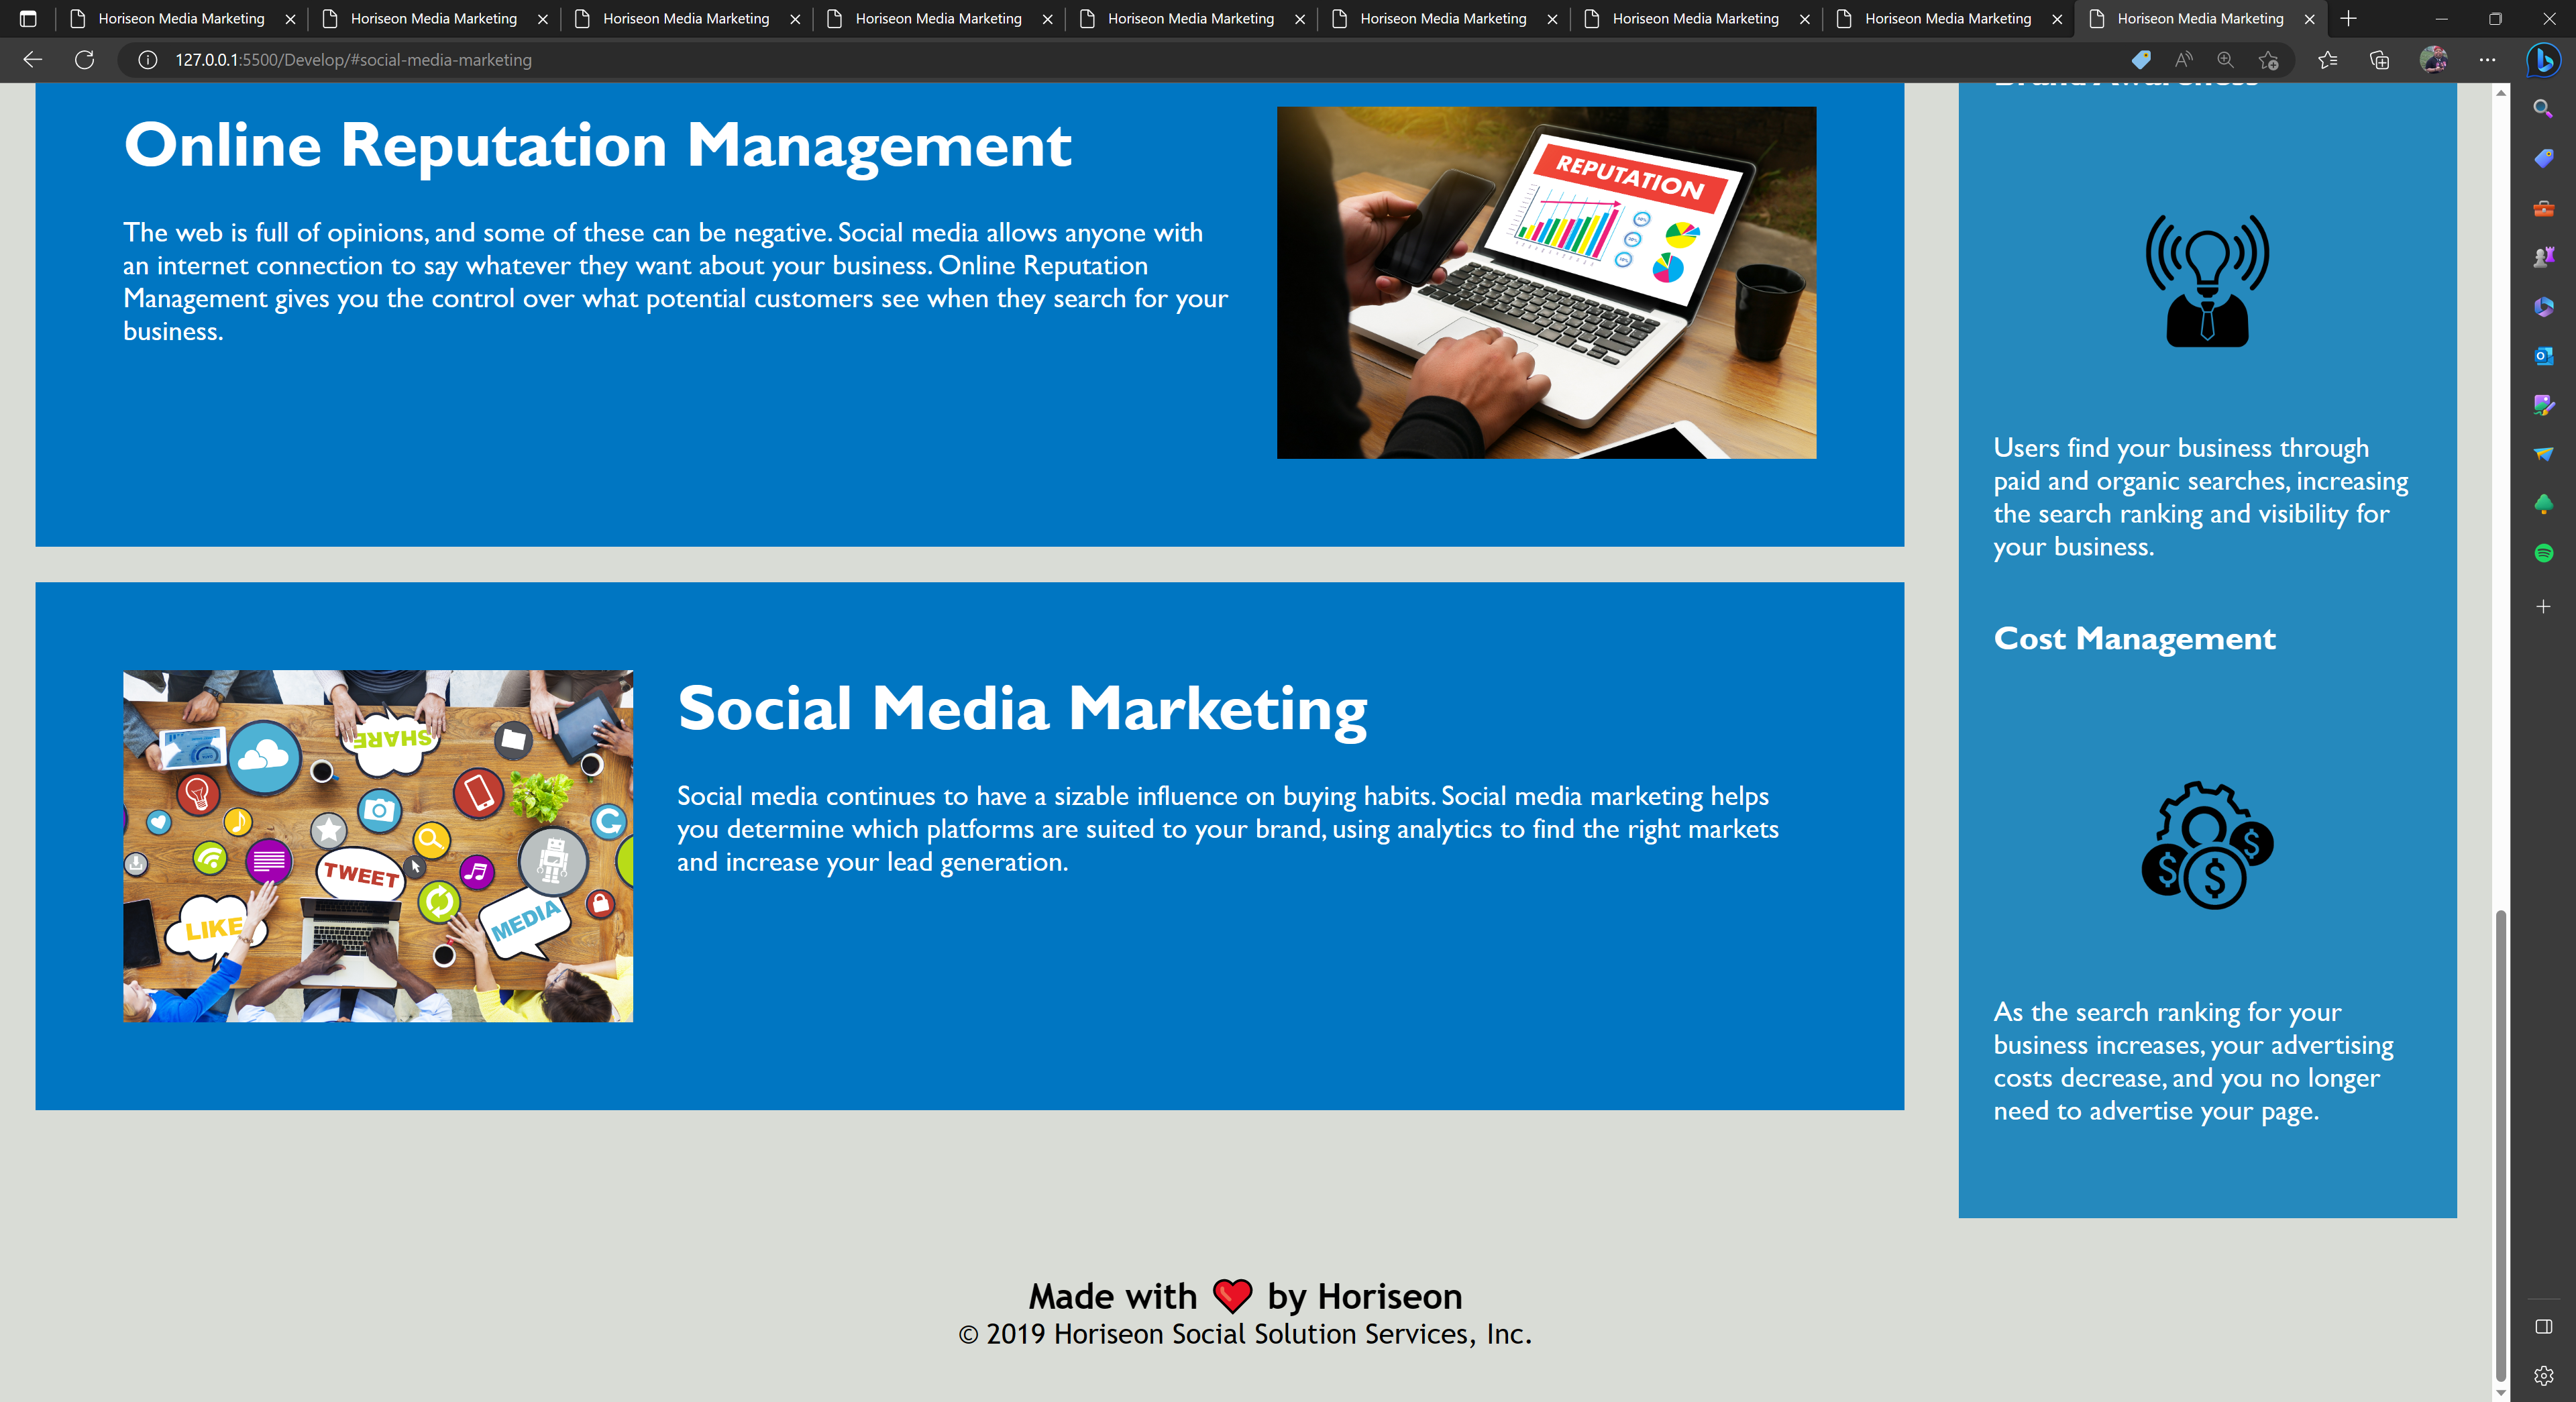 Horiseon Media Marketing
Horiseon Media Marketing
Horiseon Media Marketing
Horiseon Media Marketing
Horiseon Media Marketing
Horiseon Media Marketing
Horiseon Media Marketing
Horiseon Media Marketing
Horiseon Media Marketing
127.0.0.1:5500/Develop/#social-media-marketing
Online Reputation Management
The web is full of opinions, and some of these can be negative. Social media allows anyone with
an internet connection to say whatever they want about your business. Online Reputation
Management gives you the control over what potential customers see when they search for your
business.
REPUTATION
Social Media Marketing
Social media continues to have a sizable influence on buying habits. Social media marketing helps
you determine which platforms are suited to your brand, using analytics to find the right markets
and increase your lead generation.
SHARE
TWEET
LIKE
MEDIA
Brand Awareness
Users find your business through
paid and organic searches, increasing
the search ranking and visibility for
your business.
Cost Management
$
$
$
As the search ranking for your
business increases, your advertising
costs decrease, and you no longer
need to advertise your page.
Made with ❤️ by Horiseon
© 2019 Horiseon Social Solution Services, Inc.